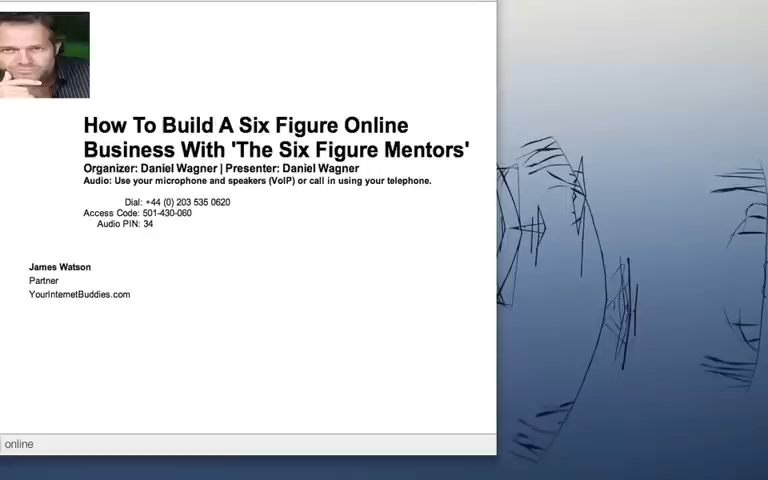 How To Build A Six Figure Online
Business With 'The Six Figure Mentors'
Organizer: Daniel Wagner | Presenter: Daniel Wagner
Audio: Use your microphone and speakers (VoIP) or call in using your telephone.
Dial: +44 (0) 203 535 0620
Access Code: 501-430-060
Audio PIN: 34
James Watson
Partner
YourInternetBuddies.com
online